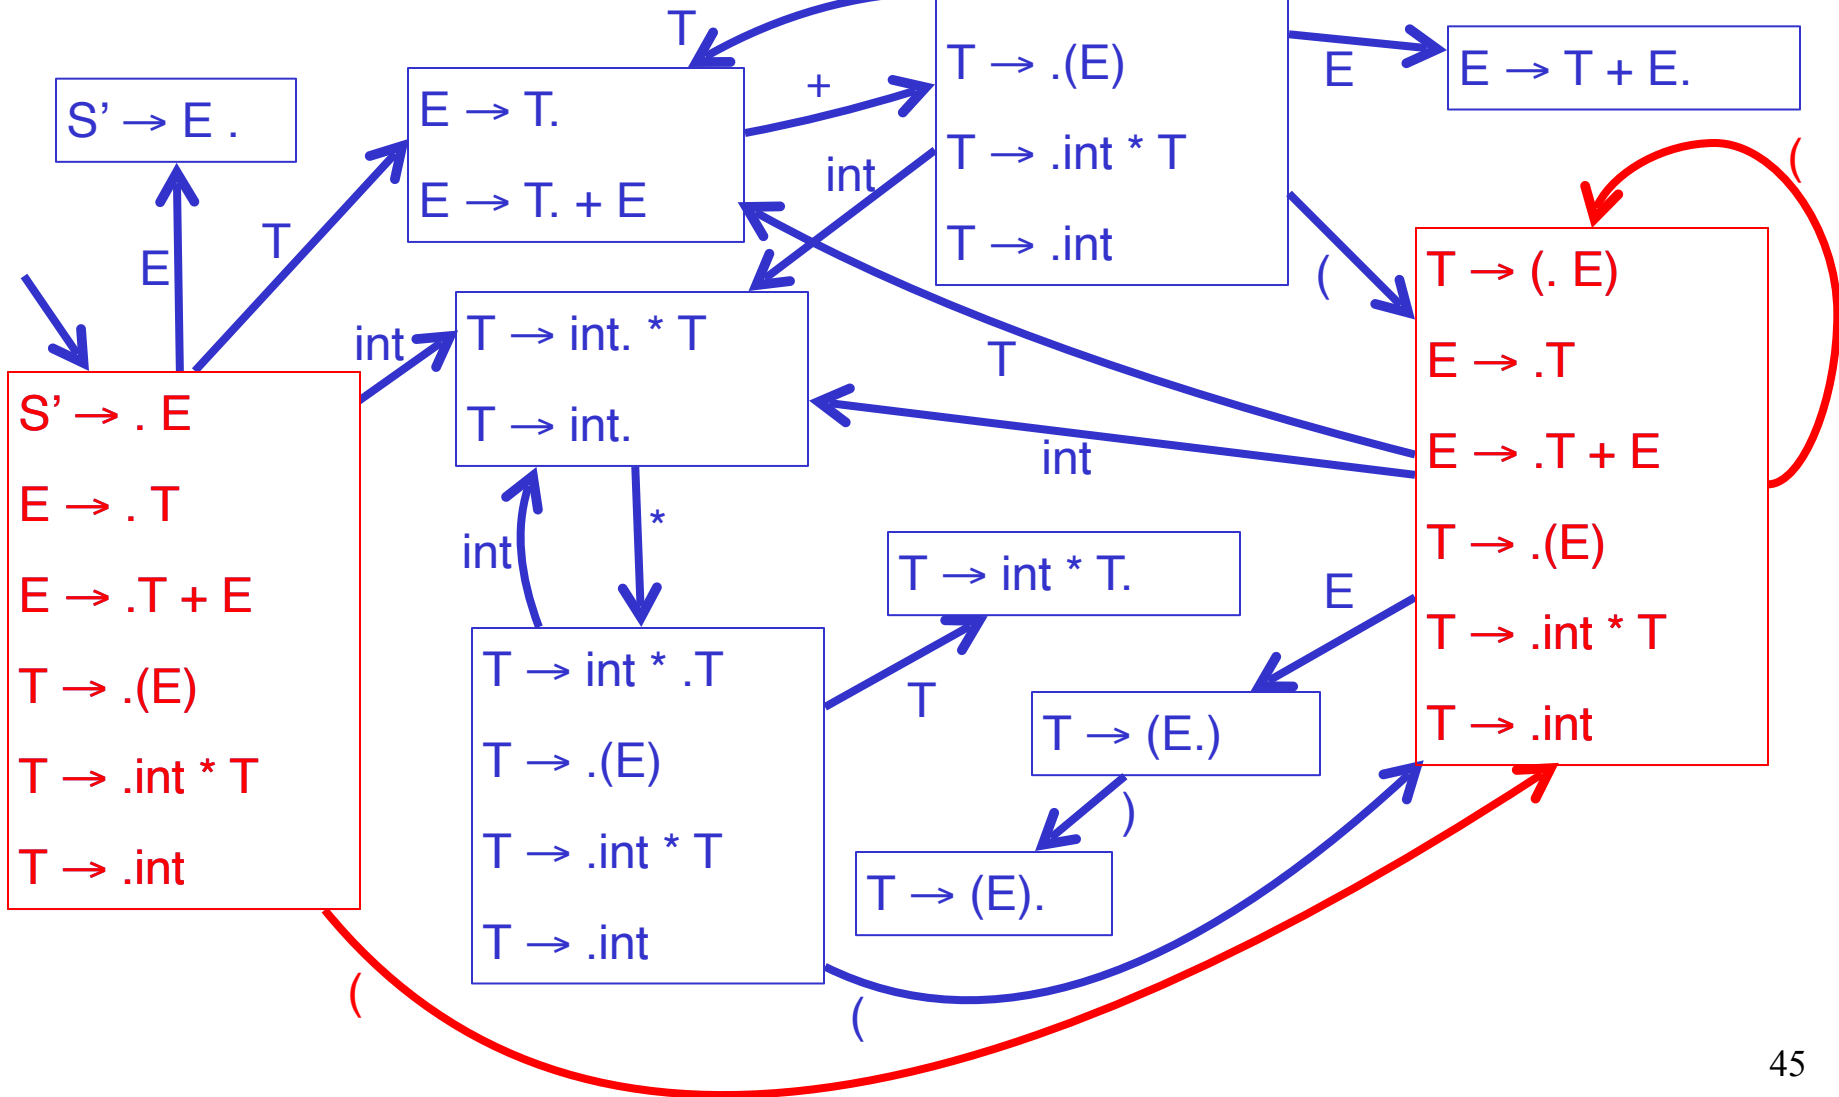 T
T → .(E)
T → .int * T
T → .int
E
E → T + E.
S’ → E .
E → T.
E → T. + E
+
int
(
(
E
T
T → int. * T
T → int.
int
T
int
T → (. E)
E → .T
E → .T + E
T → .(E)
T → .int * T
T → .int
S’ → . E
E → . T
E → .T + E
T → .(E)
T → .int * T
T → .int
int
*
T → int * .T
T → .(E)
T → .int * T
T → .int
T → int * T.
T
E
T → (E.)
)
T → (E).
(
(
45